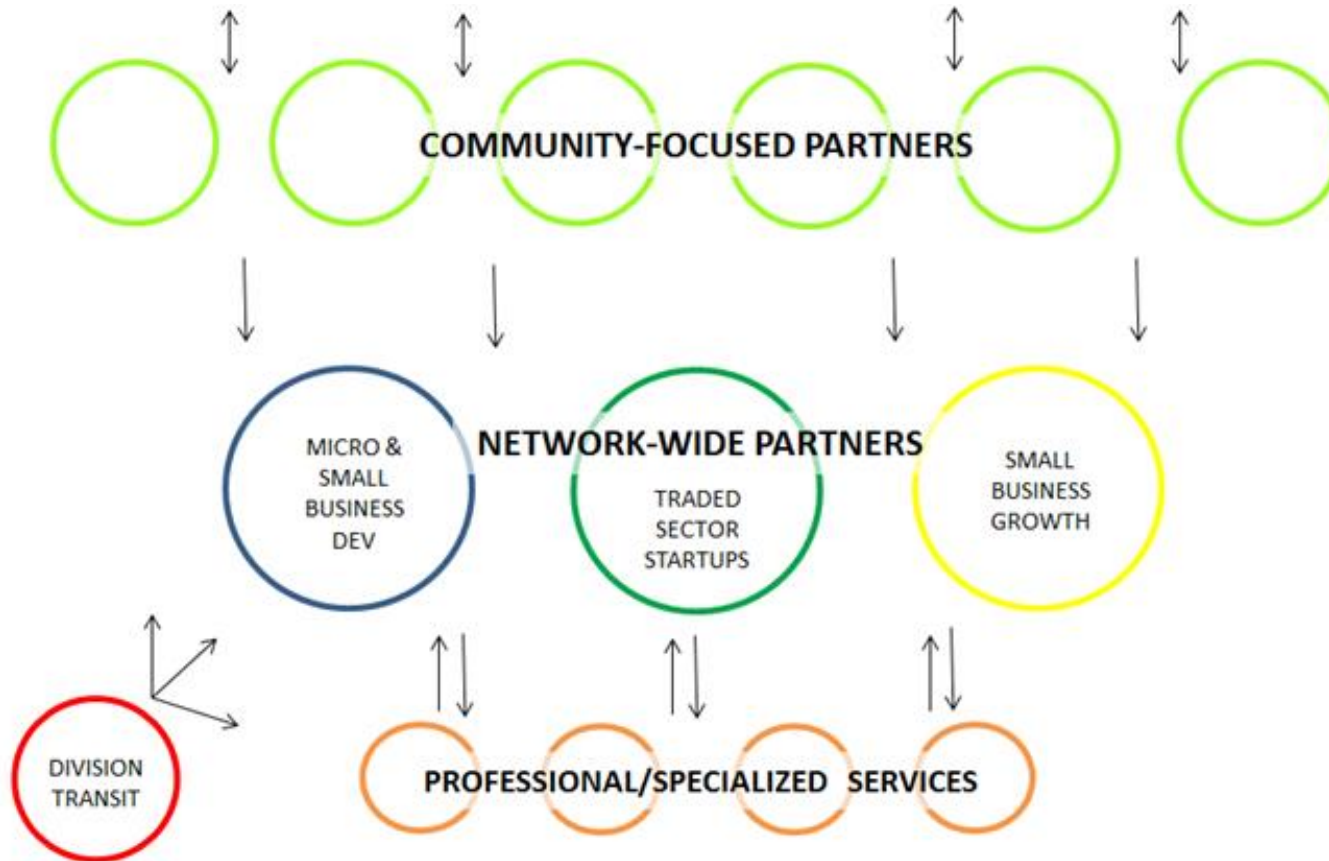 COMMUNITY-FOCUSED PARTNERS
NETWORK-WIDE PARTNERS
MICRO &
SMALL
BUSINESS
DEV
TRADED
SECTOR
STARTUPS
SMALL
BUSINESS
GROWTH
DIVISION
TRANSIT
PROFESSIONAL/SPECIALIZED SERVICES